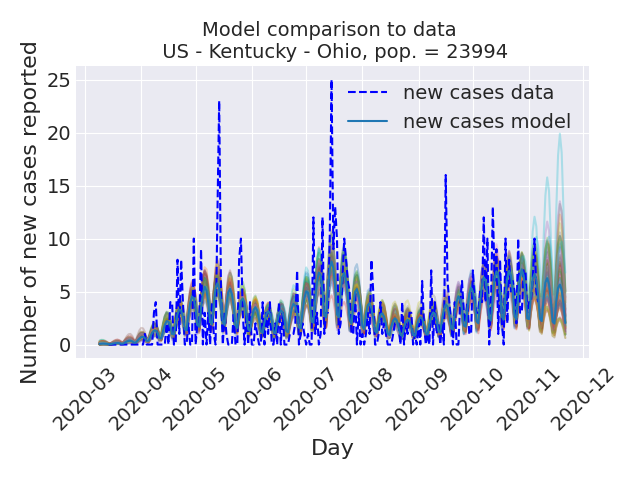 Model comparison to data
US - Kentucky - Ohio, pop. = 23994
Number of new cases reported
25
20
15
10
5
0
new cases data
new cases model
2020-03
2020-04
2020-05
2020-06
2020-07
2020-08
2020-09
2020-10
2020-11
2020-12
Day